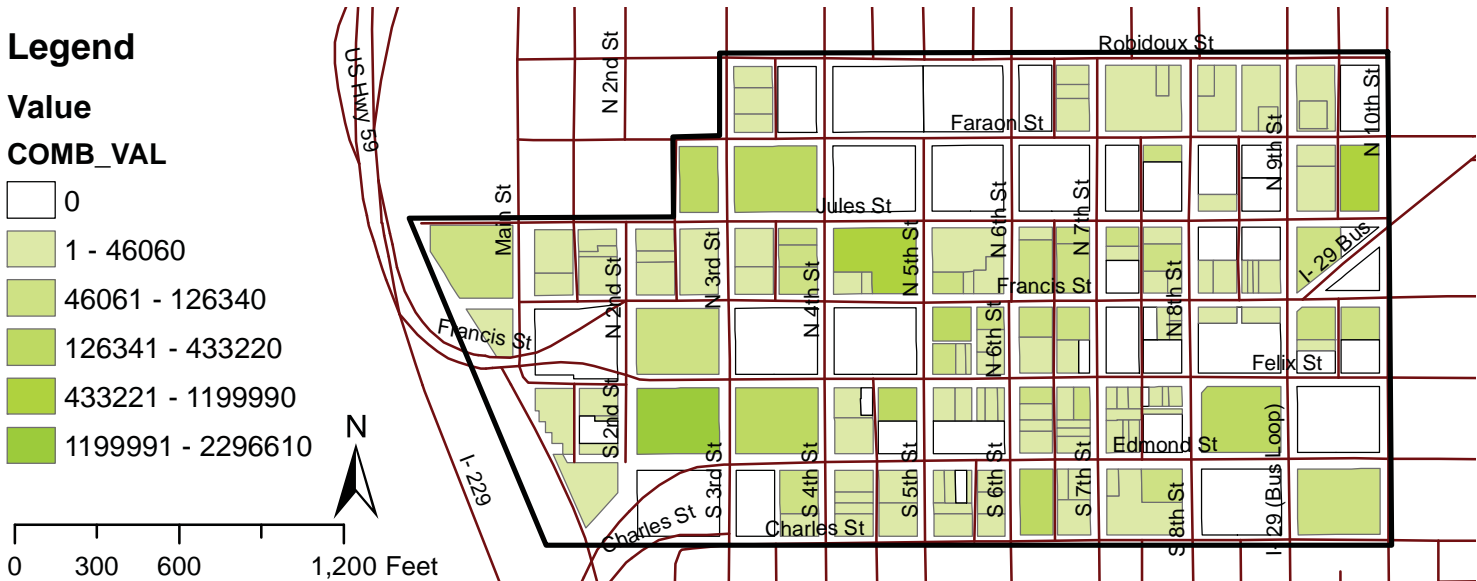 Legend
Value
COMB_VAL
0
1 - 46060
46061 - 126340
126341 - 433220
433221 - 1199990
1199991 - 2296610
N
0 300 600 1,200 Feet
US Hwy 59
N 2nd St
Robidoux St
Faraon St
N 10th St
N 9th St
Main St
Jules St
N 6th St
N 7th St
N 2nd St
N 3rd St
N 4th St
N 5th St
Francis St
N 8th St
I- 29 Bus
Francis St
N 6th St
Felix St
S 2nd St
Edmond St
I- 229
S 3rd St
S 4th St
S 5th St
S 6th St
S 7th St
S 8th St
I- 29 (Bus Loop)
Charles St
Charles St